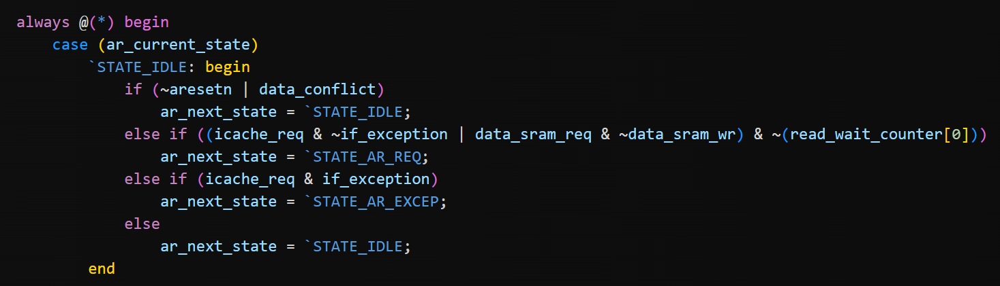 always @(*) begin
    case (ar_current_state)
        `STATE_IDLE: begin
            if (~aresetn | data_conflict)
                ar_next_state = `STATE_IDLE;
            else if ((icache_req & ~if_exception | data_sram_req & ~data_sram_wr) & ~(read_wait_counter[0]))
                ar_next_state = `STATE_AR_REQ;
            else if (icache_req & if_exception)
                ar_next_state = `STATE_AR_EXCEP;
            else
                ar_next_state = `STATE_IDLE;
        end